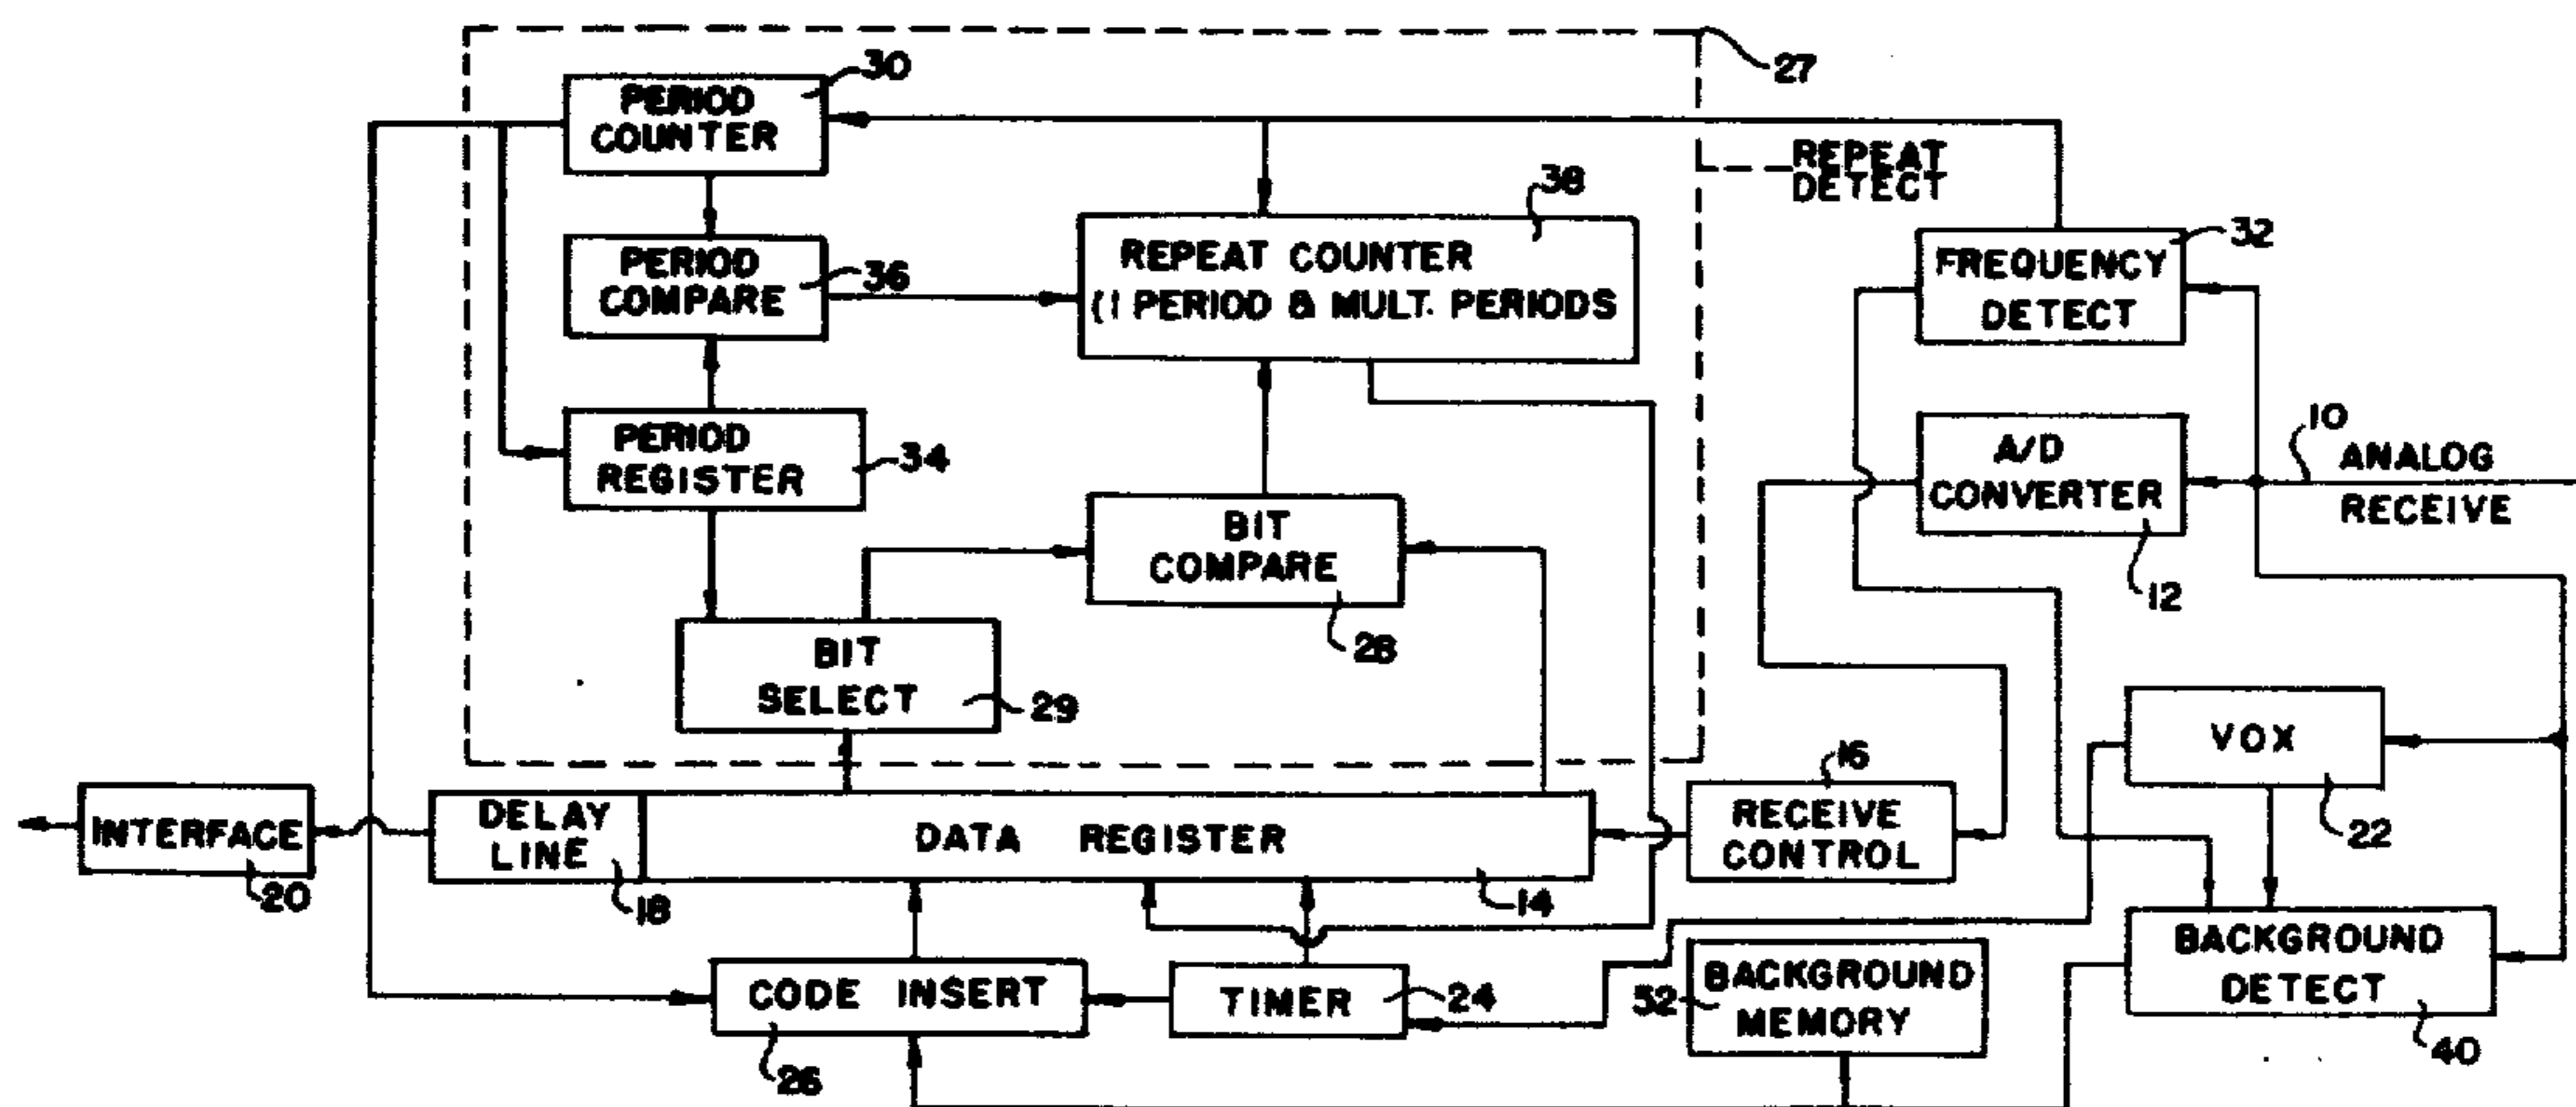 30
PERIOD
COUNTER
27
REPEAT
DETECT
38
REPEAT COUNTER
(1 PERIOD & MULT. PERIODS
PERIOD
COMPARE
36
32
FREQUENCY
DETECT
PERIOD
REGISTER
34
A/D
CONVERTER
12
10
ANALOG
RECEIVE
BIT
COMPARE
28
BIT
SELECT
29
VOX
22
16
RECEIVE
CONTROL
INTERFACE
20
DELAY
LINE
18
DATA REGISTER
14
CODE INSERT
26
TIMER
24
52
BACKGROUND
MEMORY
BACKGROUND
DETECT
40